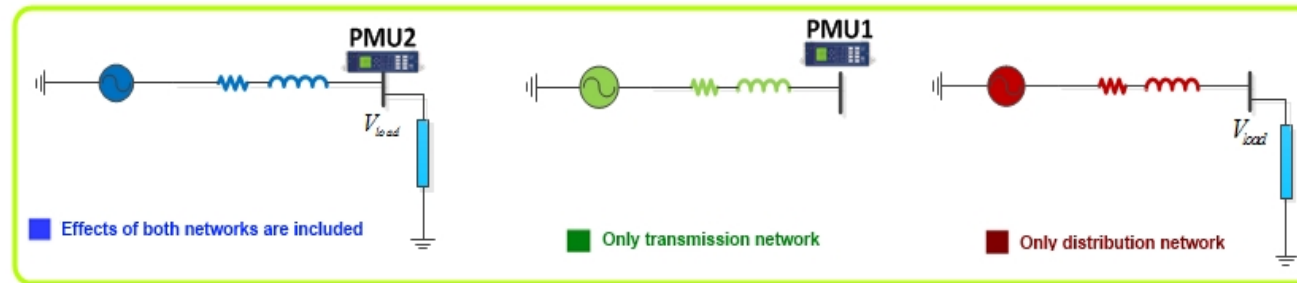 PMU2
PMU1
V_load
V_load
Effects of both networks are included
Only transmission network
Only distribution network